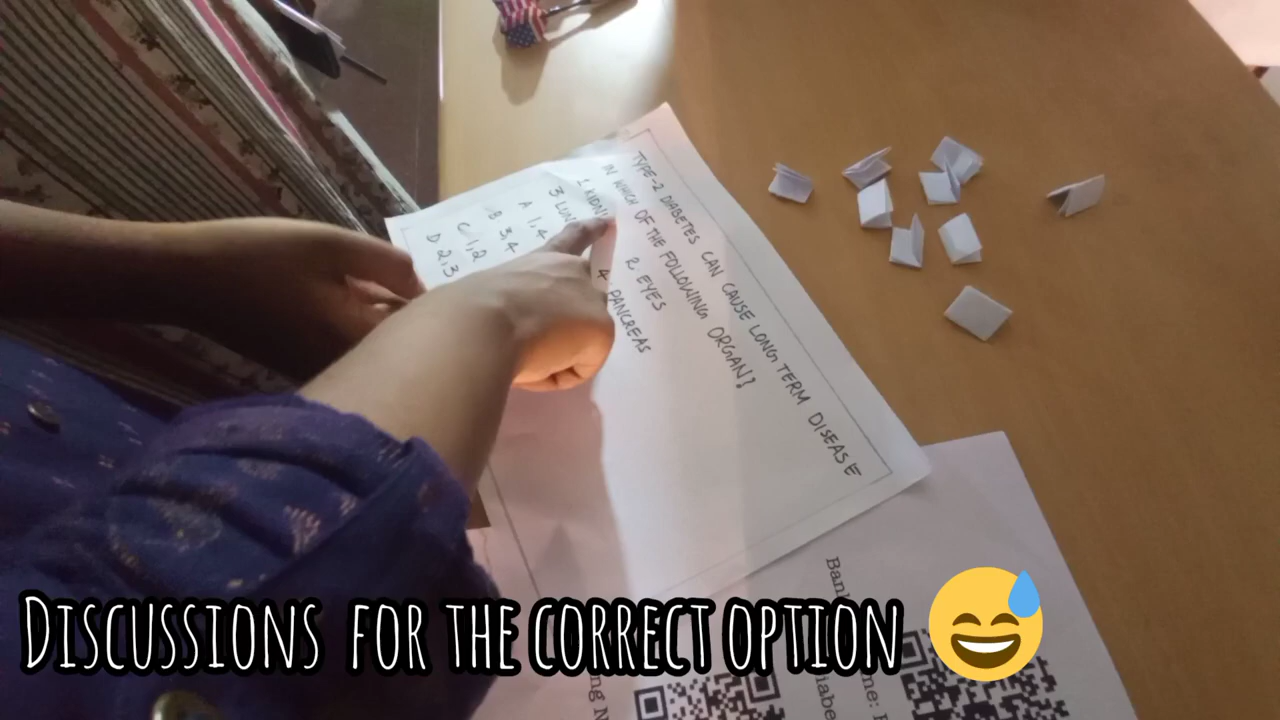 TYPE-2 DIABETES CAN CAUSE LONG TERM DISEASE
IN WHICH OF THE FOLLOWING ORGAN?
2. EYES
4. PANCREAS
A 1,4
B 3,4
C 1,2
D 2,3
DISCUSSIONS FOR THE CORRECT OPTION